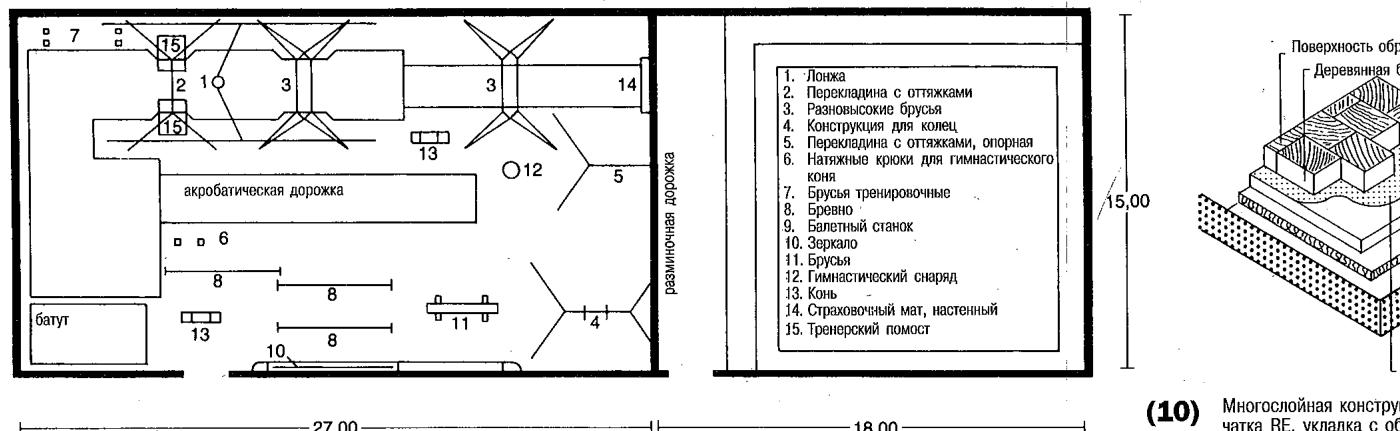 7
15
2
1
3
3
14
15
13
12
5
акробатическая дорожка
6
8
8
8
батут
13
10
11
4
разминочная дорожка
1. Лонжа
2. Перекладина с оттяжками
3. Разновысокие брусья
4. Конструкция для колец
5. Перекладина с оттяжками, опорная
6. Натяжные крюки для гимнастического
коня
7. Брусья тренировочные
8. Бревно
9. Балетный станок
10. Зеркало
11. Брусья
12. Гимнастический снаряд
13. Конь
14. Страховочный мат, настенный
15. Тренерский помост
15,00
27,00
18,00
Поверхность обр
Деревянная б
(10) Многослойная констру
чатка RE, укладка с об